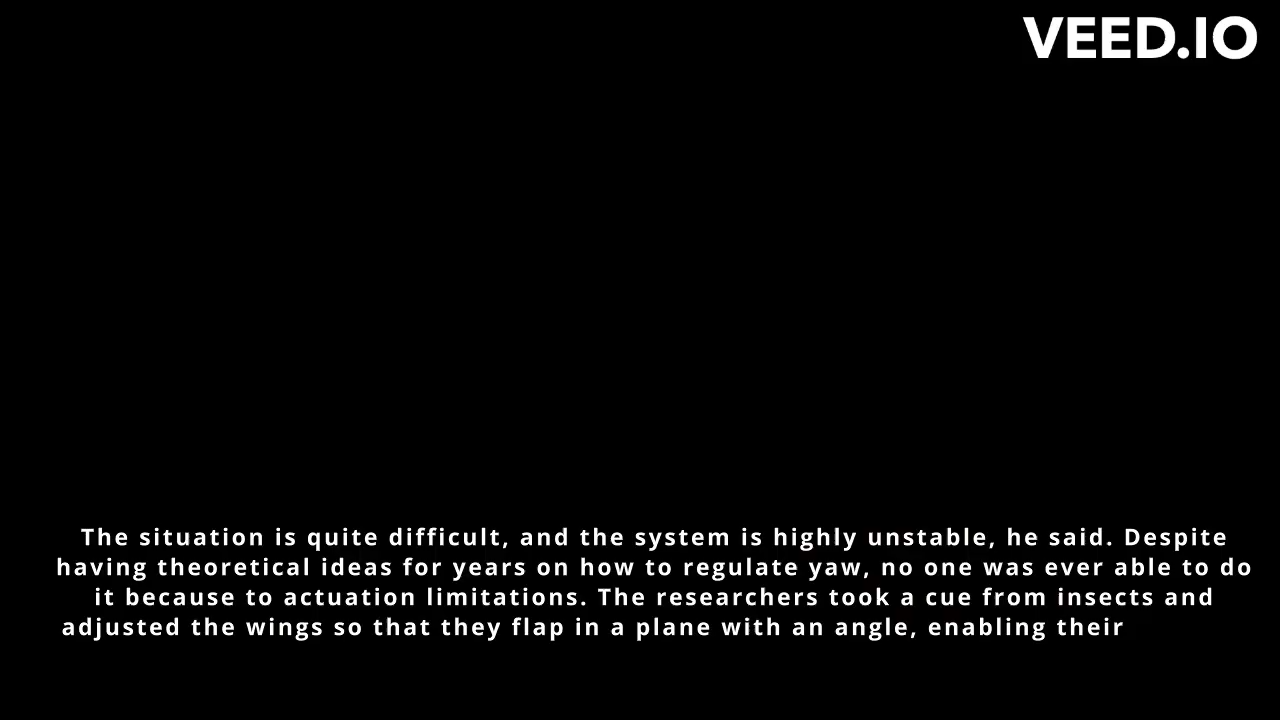 VEED.IO
The situation is quite difficult, and the system is highly unstable, he said. Despite
having theoretical ideas for years on how to regulate yaw, no one was ever able to do
it because to actuation limitations. The researchers took a cue from insects and
adjusted the wings so that they flap in a plane with an angle, enabling their